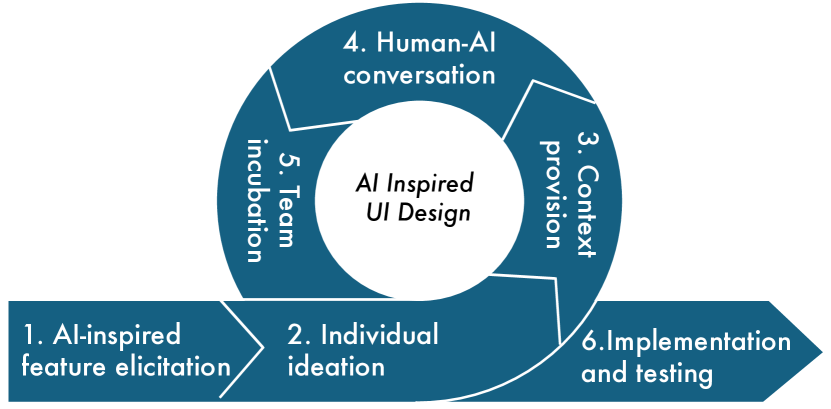 1. AI-inspired
feature elicitation
2. Individual
ideation
3. Context
provision
4. Human-AI
conversation
5. Team
incubation
6.Implementation
and testing
AI Inspired
UI Design